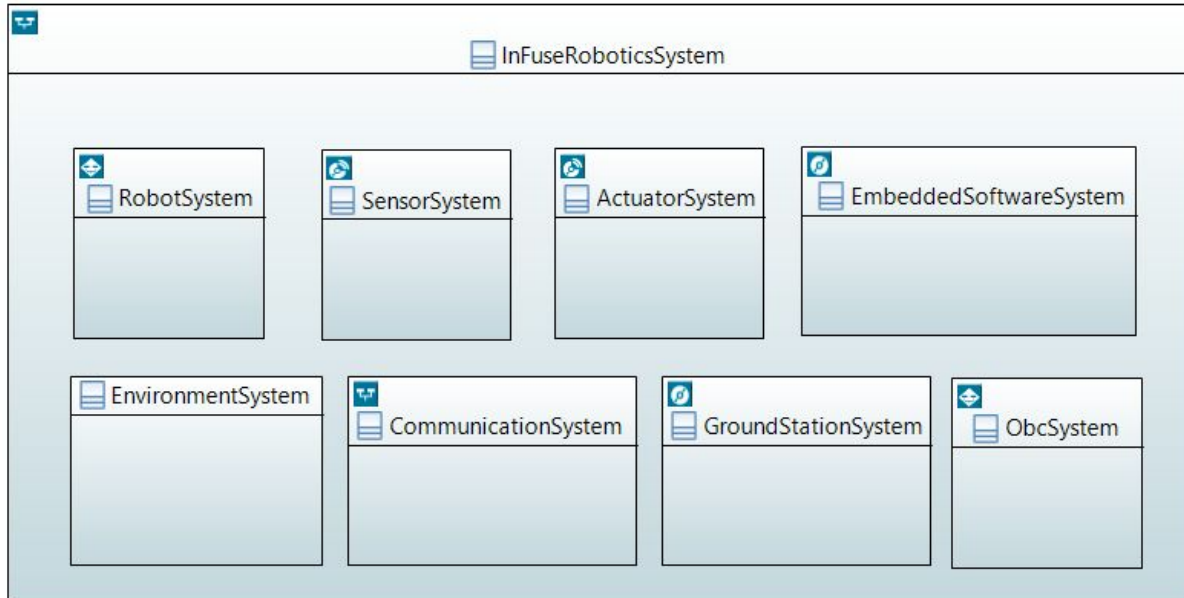 InFuseRoboticsSystem
RobotSystem
SensorSystem
ActuatorSystem
EmbeddedSoftwareSystem
EnvironmentSystem
CommunicationSystem
GroundStationSystem
ObcSystem